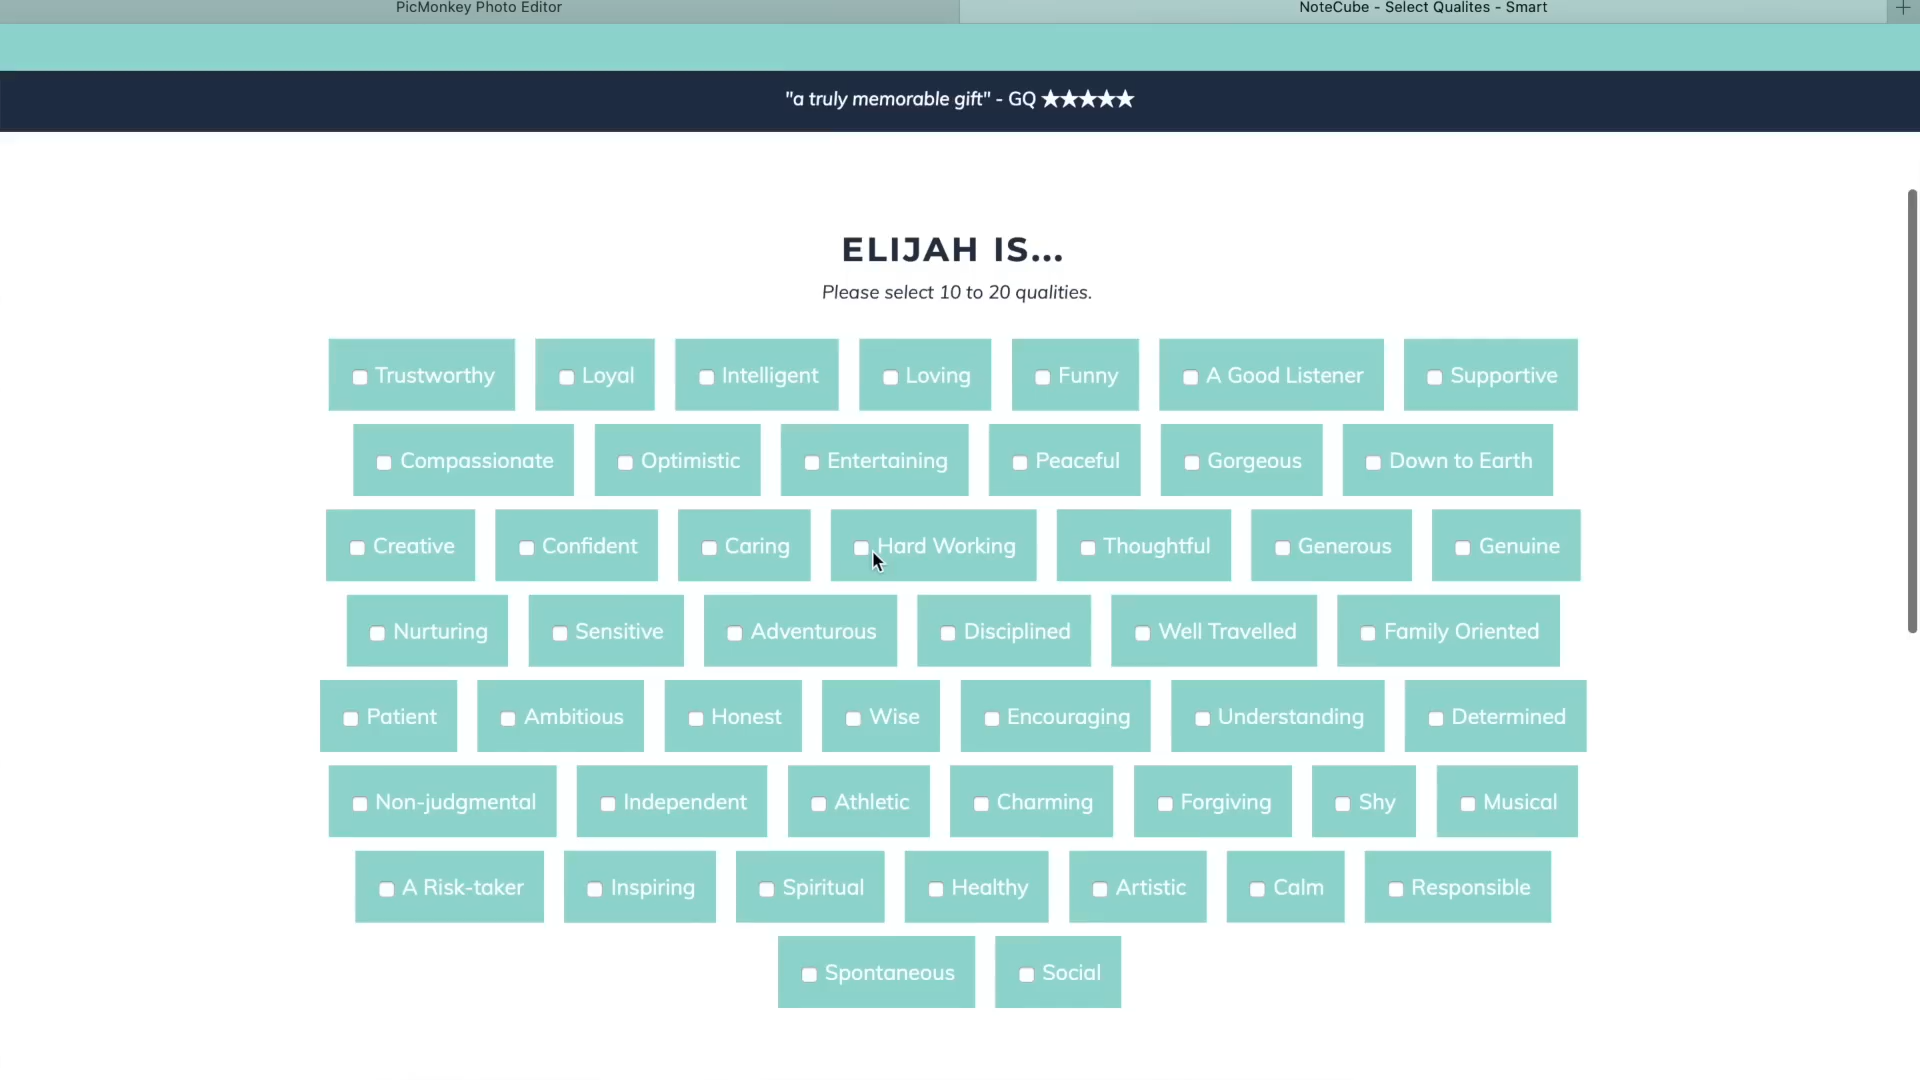 PicMonkey Photo Editor
NoteCube - Select Qualites - Smart
"a truly memorable gift" - GQ ★★★★★
ELIJAH IS...
Please select 10 to 20 qualities.
Trustworthy Loyal Intelligent Loving Funny A Good Listener Supportive
Compassionate Optimistic Entertaining Peaceful Gorgeous Down to Earth
Creative Confident Caring Hard Working Thoughtful Generous Genuine
Nurturing Sensitive Adventurous Disciplined Well Travelled Family Oriented
Patient Ambitious Honest Wise Encouraging Understanding Determined
Non-judgmental Independent Athletic Charming Forgiving Shy Musical
A Risk-taker Inspiring Spiritual Healthy Artistic Calm Responsible
Spontaneous Social